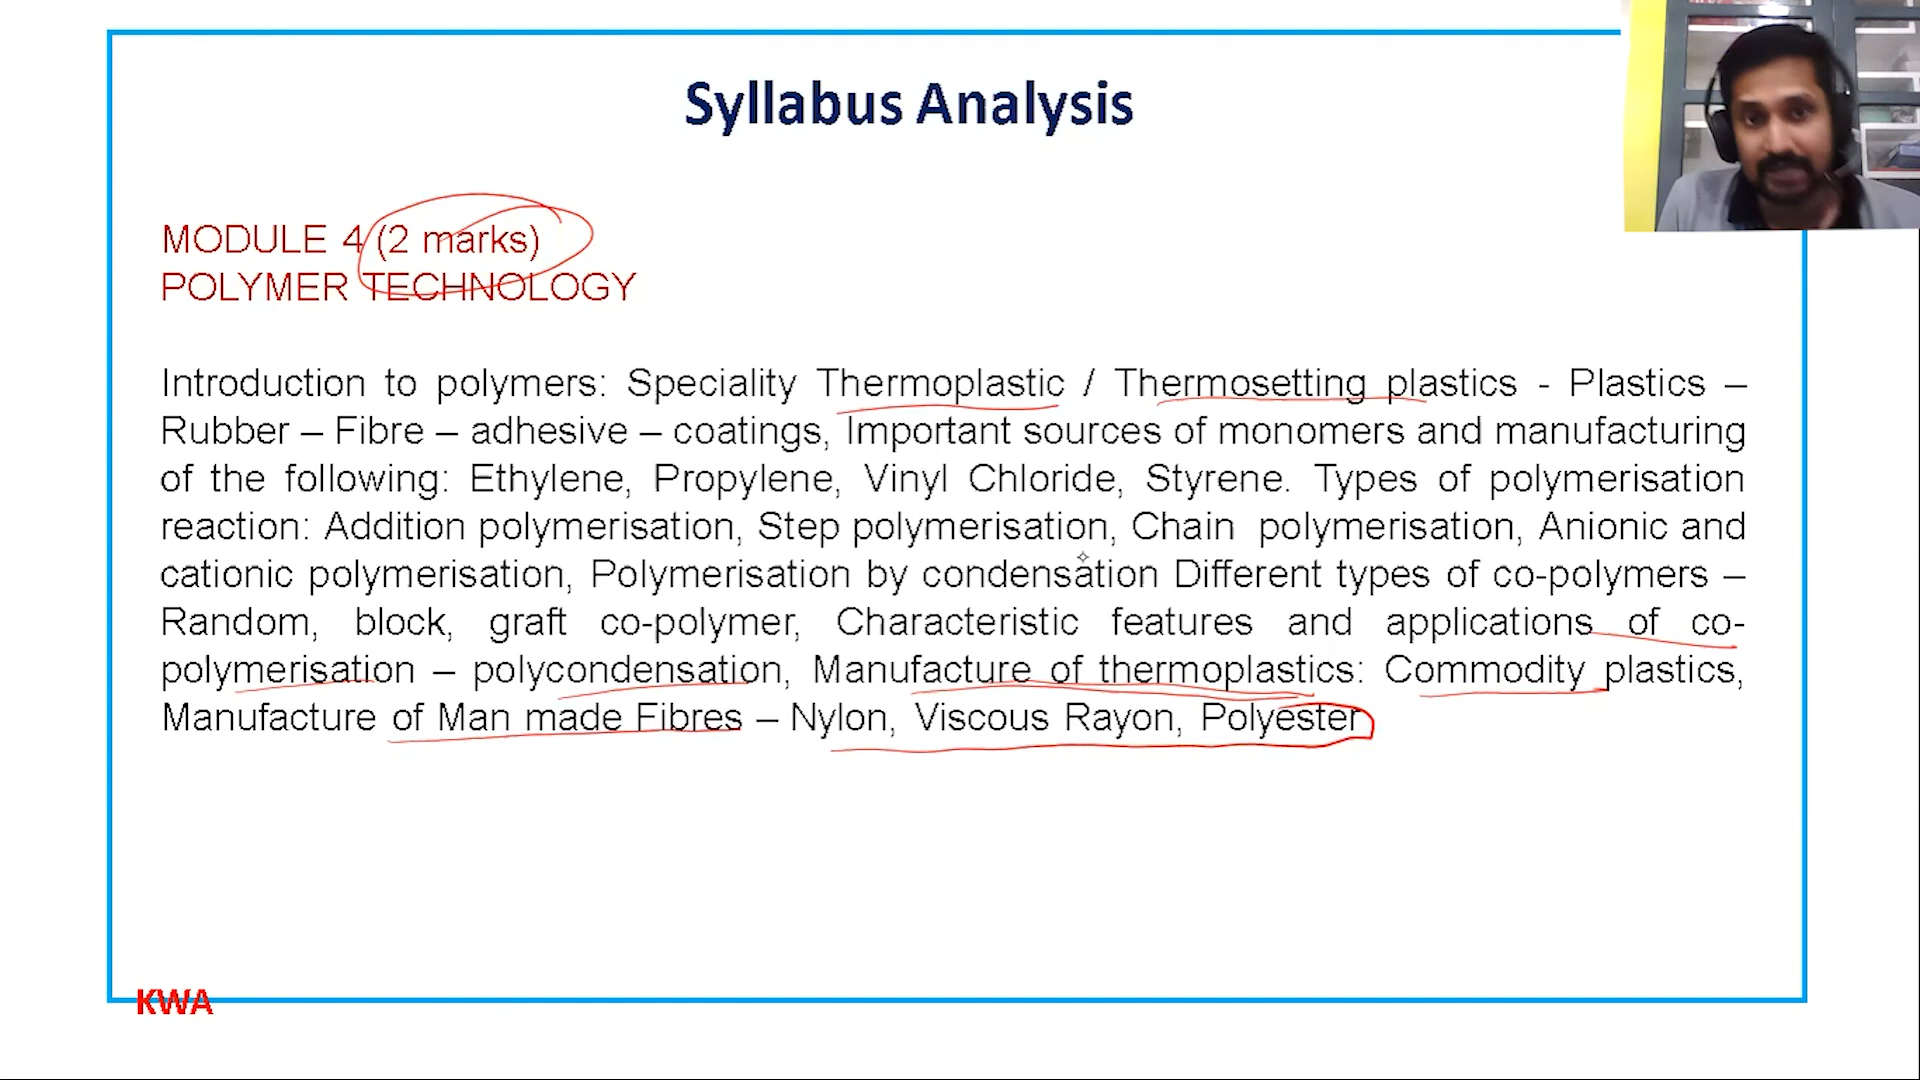 Syllabus Analysis
MODULE 4 (2 marks)
POLYMER TECHNOLOGY
Introduction to polymers: Speciality Thermoplastic / Thermosetting plastics - Plastics –
Rubber – Fibre – adhesive – coatings, Important sources of monomers and manufacturing
of the following: Ethylene, Propylene, Vinyl Chloride, Styrene. Types of polymerisation
reaction: Addition polymerisation, Step polymerisation, Chain polymerisation, Anionic and
cationic polymerisation, Polymerisation by condensation Different types of co-polymers –
Random, block, graft co-polymer, Characteristic features and applications of co-
polymerisation – polycondensation, Manufacture of thermoplastics: Commodity plastics,
Manufacture of Man made Fibres – Nylon, Viscous Rayon, Polyester
KWA